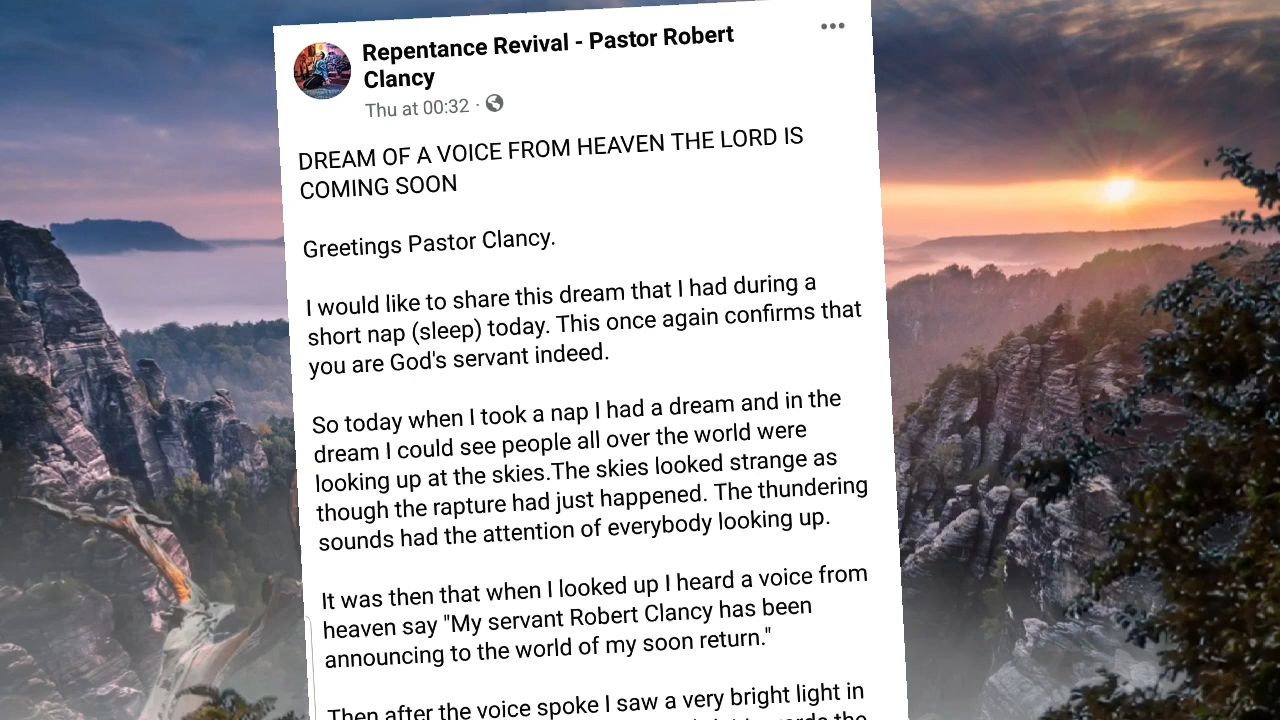 Repentance Revival - Pastor Robert
Clancy
Thu at 00:32 ·
DREAM OF A VOICE FROM HEAVEN THE LORD IS
COMING SOON
Greetings Pastor Clancy.
I would like to share this dream that I had during a
short nap (sleep) today. This once again confirms that
you are God's servant indeed.
So today when I took a nap I had a dream and in the
dream I could see people all over the world were
looking up at the skies.The skies looked strange as
though the rapture had just happened. The thundering
sounds had the attention of everybody looking up.
It was then that when I looked up I heard a voice from
heaven say "My servant Robert Clancy has been
announcing to the world of my soon return."
Then after the voice spoke I saw a very bright light in
the